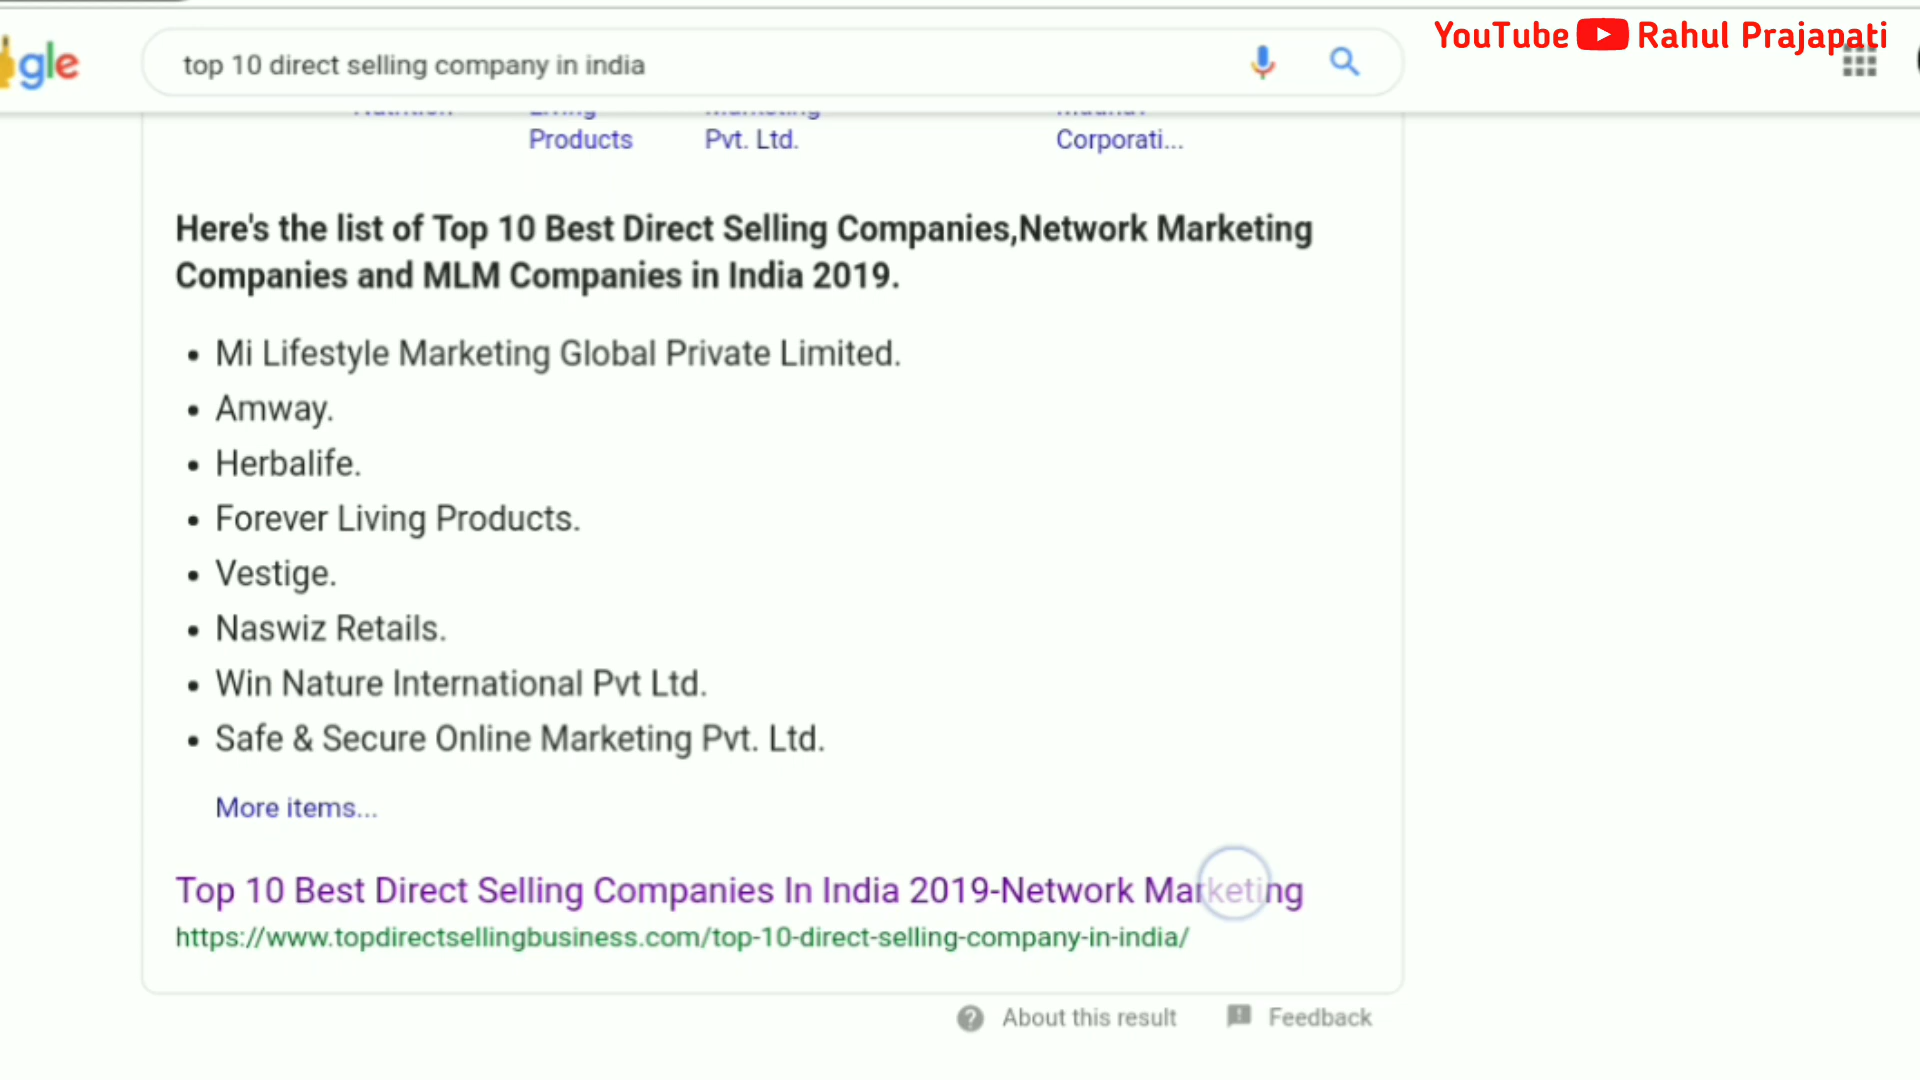 YouTube Rahul Prajapati
gle
top 10 direct selling company in india
Nutrition Living Marketing
Products Pvt. Ltd. Corporati...
Here's the list of Top 10 Best Direct Selling Companies,Network Marketing
Companies and MLM Companies in India 2019.
Mi Lifestyle Marketing Global Private Limited.
Amway.
Herbalife.
Forever Living Products.
Vestige.
Naswiz Retails.
Win Nature International Pvt Ltd.
Safe & Secure Online Marketing Pvt. Ltd.
More items...
Top 10 Best Direct Selling Companies In India 2019-Network Marketing
https://www.topdirectsellingbusiness.com/top-10-direct-selling-company-in-india/
About this result Feedback